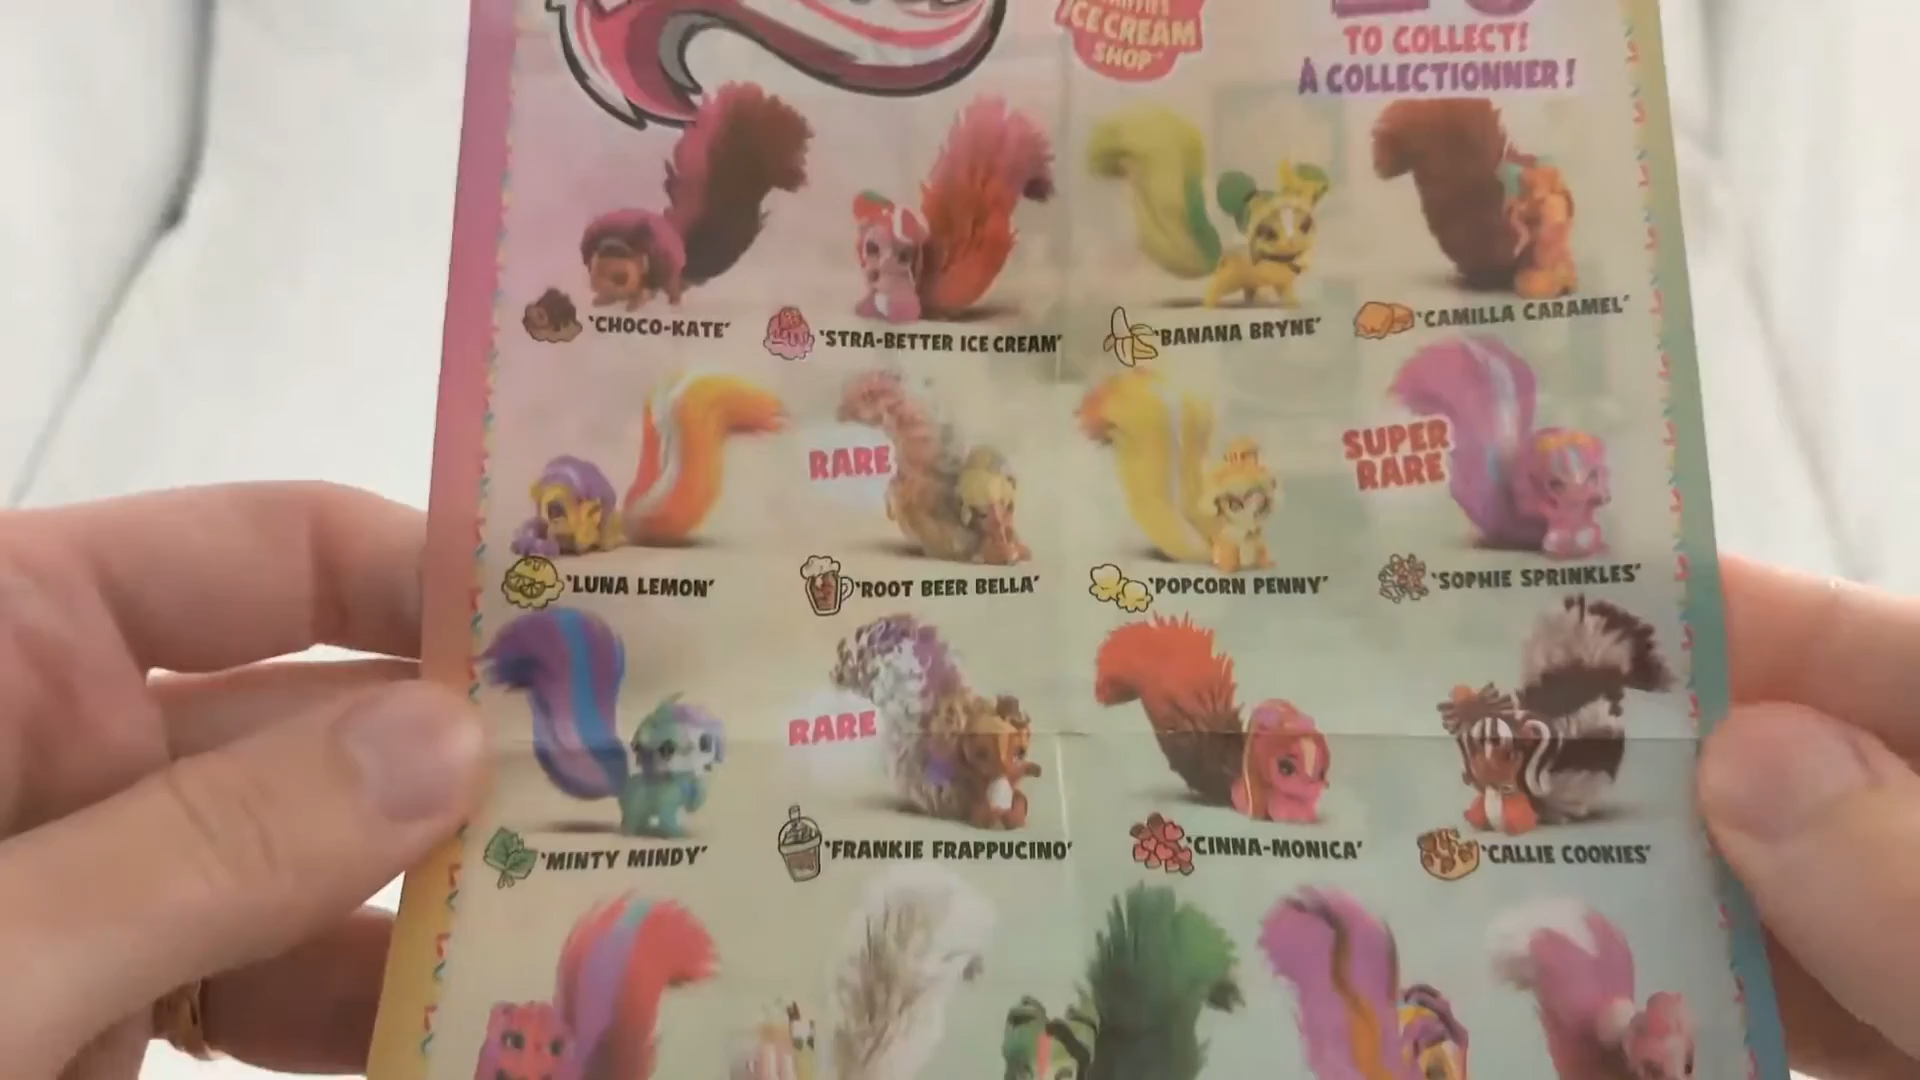 ICE CREAM
SHOP
TO COLLECT!
À COLLECTIONNER !
'CHOCO-KATE'
'STRA-BETTER ICE CREAM'
'BANANA BRYNE'
'CAMILLA CARAMEL'
RARE
SUPER
RARE
'LUNA LEMON'
'ROOT BEER BELLA'
'POPCORN PENNY'
'SOPHIE SPRINKLES'
RARE
'MINTY MINDY'
'FRANKIE FRAPPUCINO'
'CINNA-MONICA'
'CALLIE COOKIES'